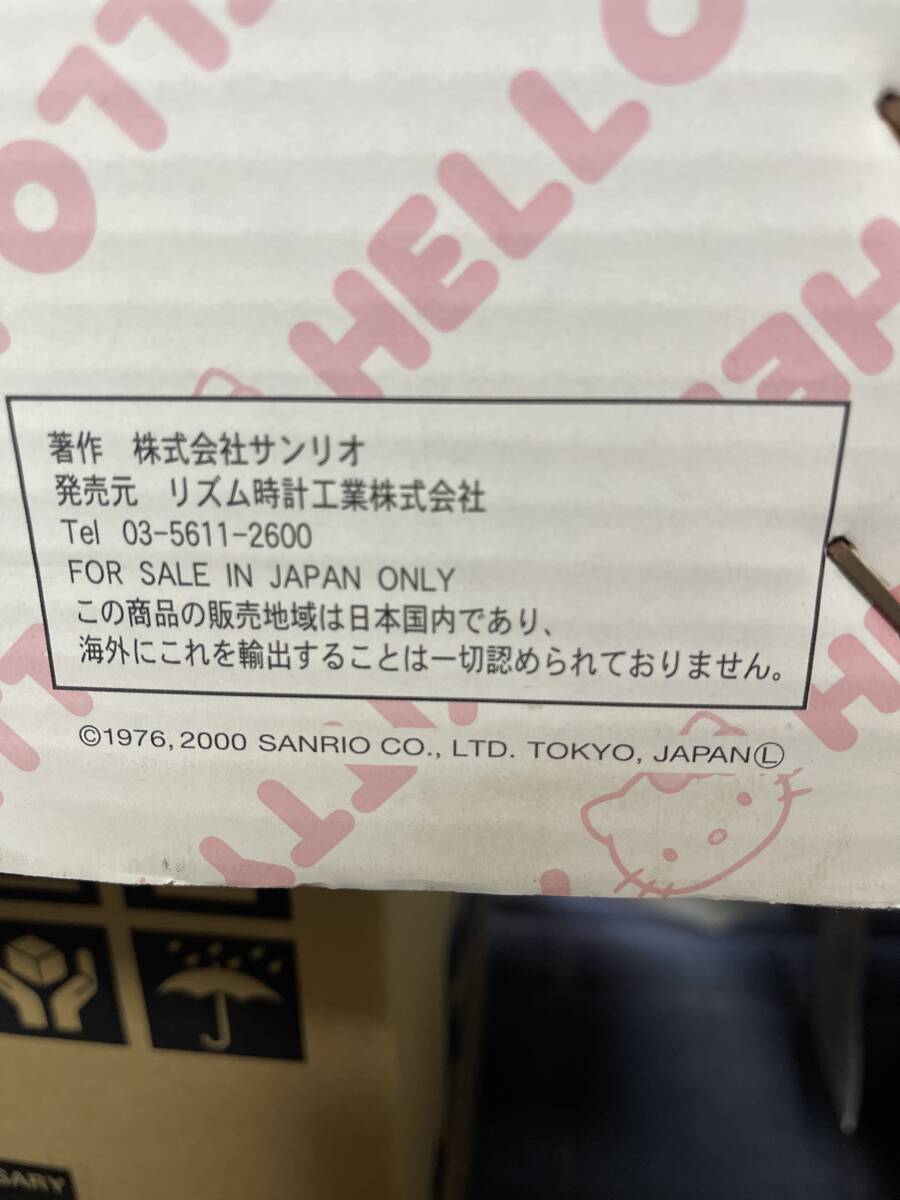 HELLO
著作 株式会社サンリオ
発売元 リズム時計工業株式会社
Tel 03-5611-2600
FOR SALE IN JAPAN ONLY
この商品の販売地域は日本国内であり、
海外にこれを輸出することは一切認められておりません。
©1976, 2000 SANRIO CO., LTD. TOKYO, JAPAN Ⓛ